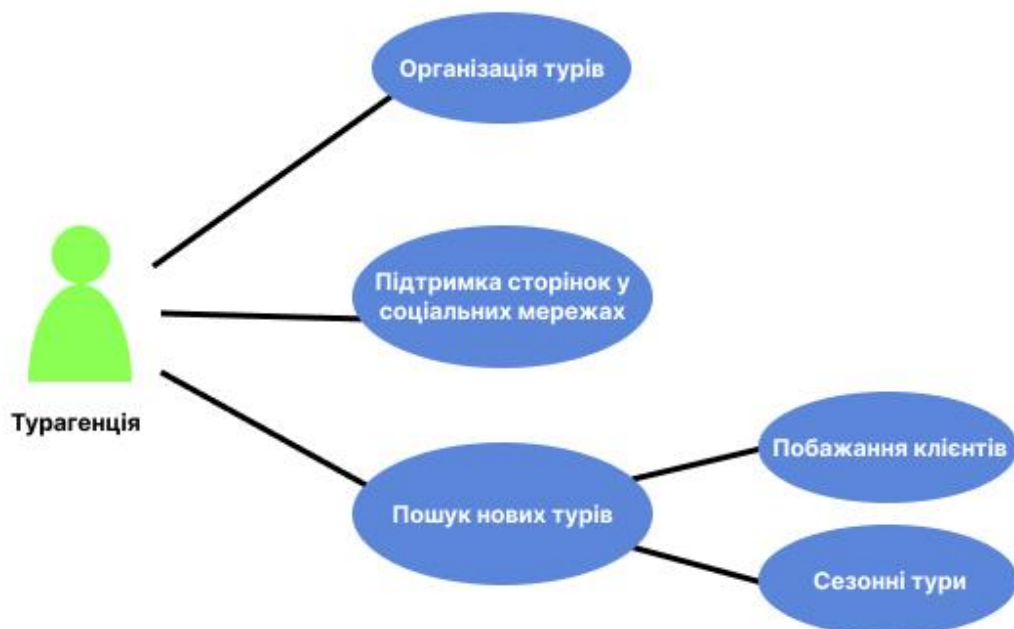 Організація турів
Підтримка сторінок у
соціальних мережах
Турагенція
Побажання клієнтів
Пошук нових турів
Сезонні тури